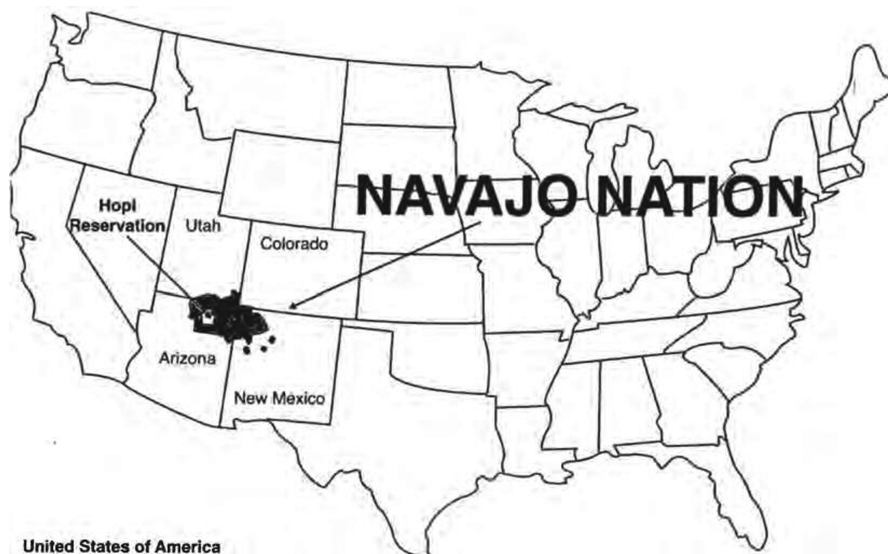 NAVAJO NATION
Hopi
Reservation
Utah
Colorado
Arizona
New Mexico
United States of America